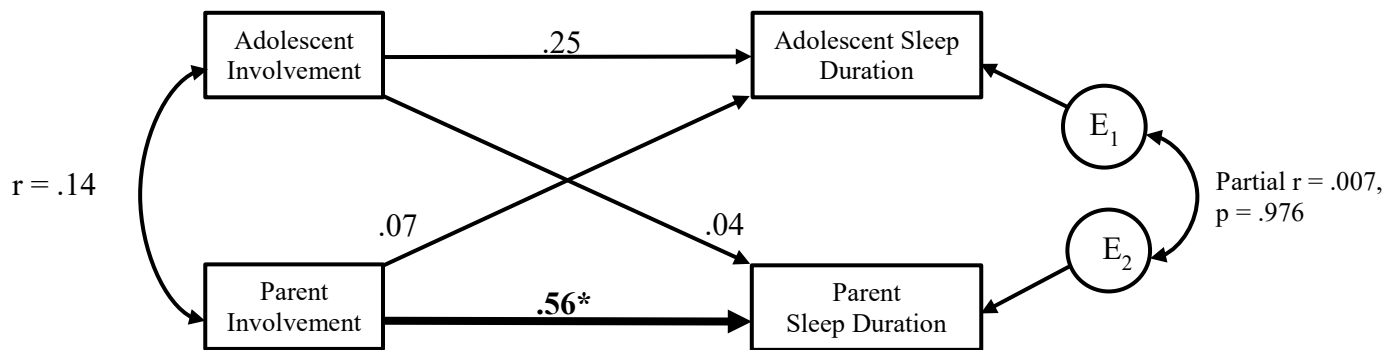 Adolescent
Involvement
.25
Adolescent Sleep
Duration
E1
r = .14
Partial r = .007,
p = .976
.07
.04
E2
Parent
Involvement
.56*
Parent
Sleep Duration